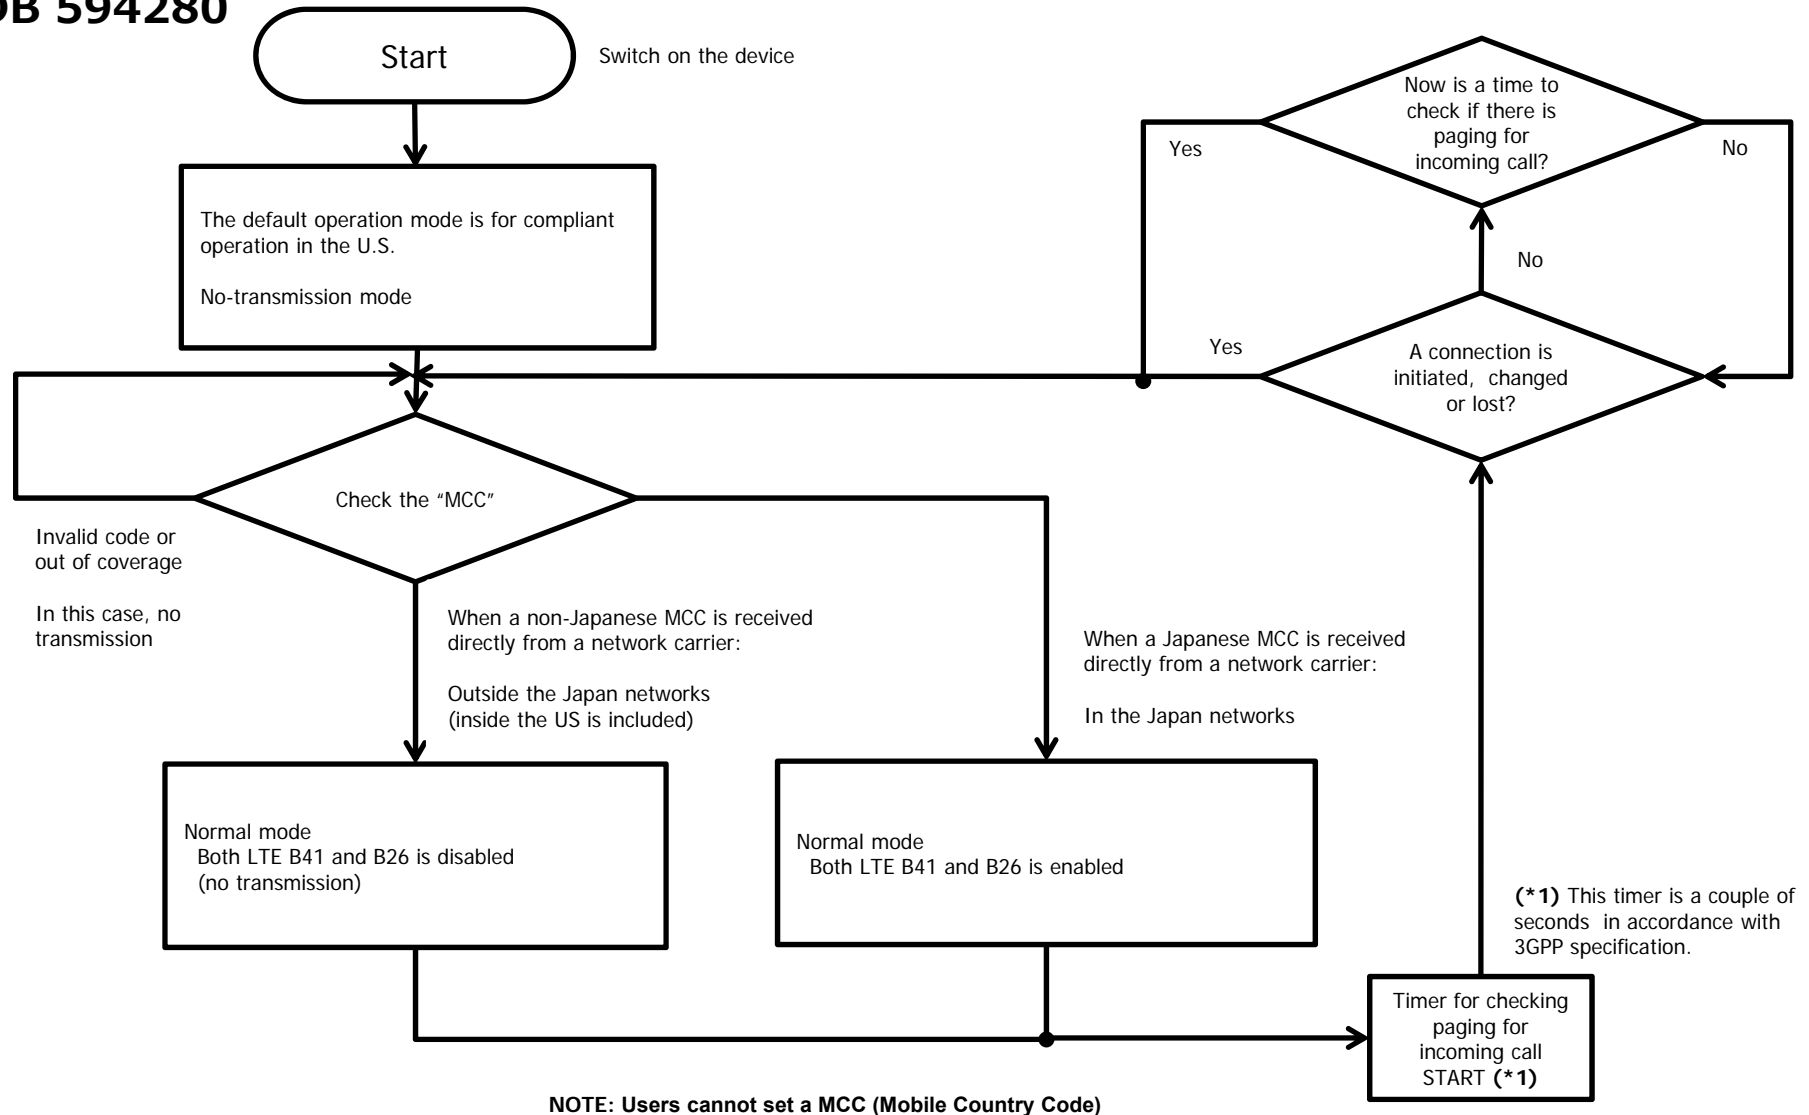 DB 594280
Start
Switch on the device
The default operation mode is for compliant
operation in the U.S.
No-transmission mode
Check the “MCC”
Invalid code or
out of coverage
In this case, no
transmission
When a non-Japanese MCC is received
directly from a network carrier:
Outside the Japan networks
(inside the US is included)
When a Japanese MCC is received
directly from a network carrier:
In the Japan networks
Normal mode
Both LTE B41 and B26 is disabled
(no transmission)
Normal mode
Both LTE B41 and B26 is enabled
Timer for checking
paging for
incoming call
START (*1)
(*1) This timer is a couple of
seconds in accordance with
3GPP specification.
A connection is
initiated, changed
or lost?
Yes
No
Now is a time to
check if there is
paging for
incoming call?
Yes
No
NOTE: Users cannot set a MCC (Mobile Country Code)